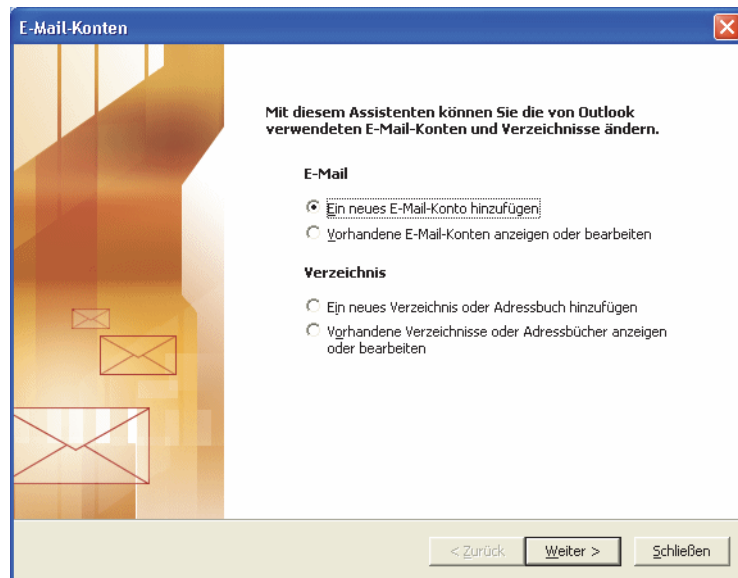 E-Mail-Konten
Mit diesem Assistenten können Sie die von Outlook
verwendeten E-Mail-Konten und Verzeichnisse ändern.
E-Mail
Ein neues E-Mail-Konto hinzufügen
Vorhandene E-Mail-Konten anzeigen oder bearbeiten
Verzeichnis
Ein neues Verzeichnis oder Adressbuch hinzufügen
Vorhandene Verzeichnisse oder Adressbücher anzeigen
oder bearbeiten
< Zurück Weiter > Schließen